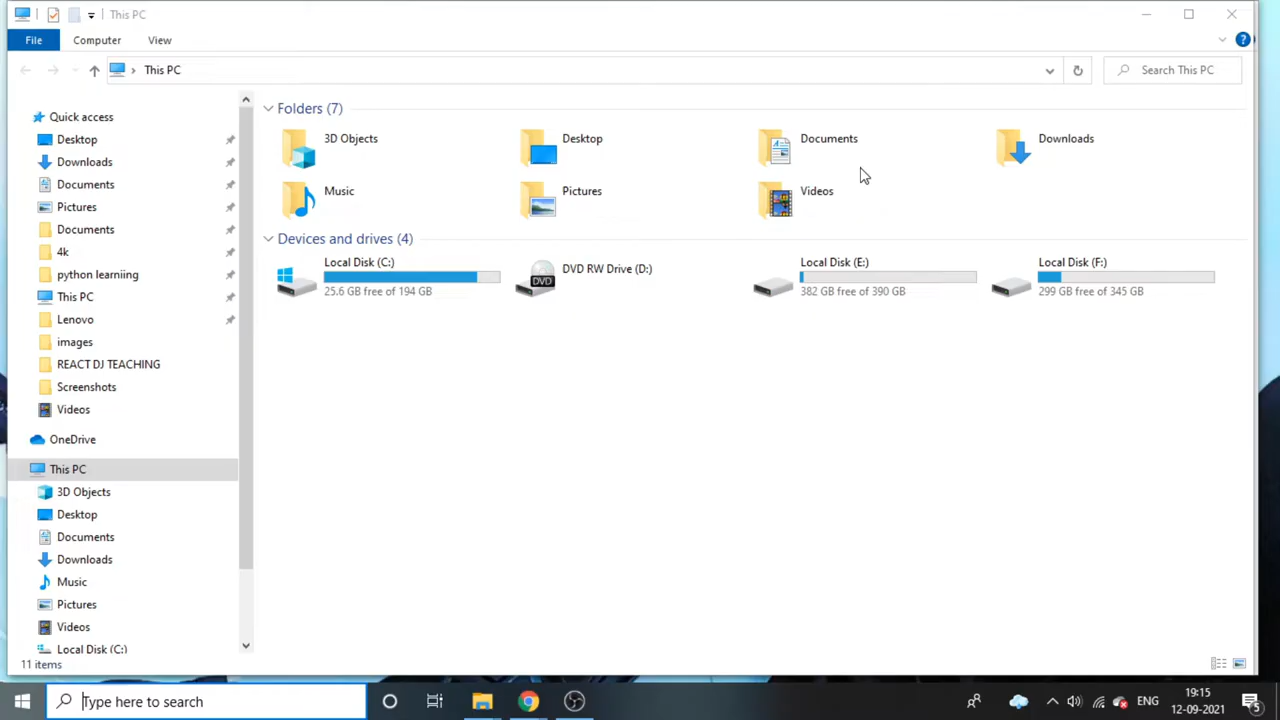 This PC
File
Computer
View
This PC
Search This PC
Quick access
Desktop
Downloads
Documents
Pictures
Documents
4k
python learniing
This PC
Lenovo
images
REACT DJ TEACHING
Screenshots
Videos
OneDrive
This PC
3D Objects
Desktop
Documents
Downloads
Music
Pictures
Videos
Local Disk (C:)
Folders (7)
3D Objects
Desktop
Documents
Downloads
Music
Pictures
Videos
Devices and drives (4)
Local Disk (C:)
25.6 GB free of 194 GB
DVD RW Drive (D:)
DVD
Local Disk (E:)
382 GB free of 390 GB
Local Disk (F:)
299 GB free of 345 GB
11 items
Type here to search
ENG
19:15
12-09-2021
5